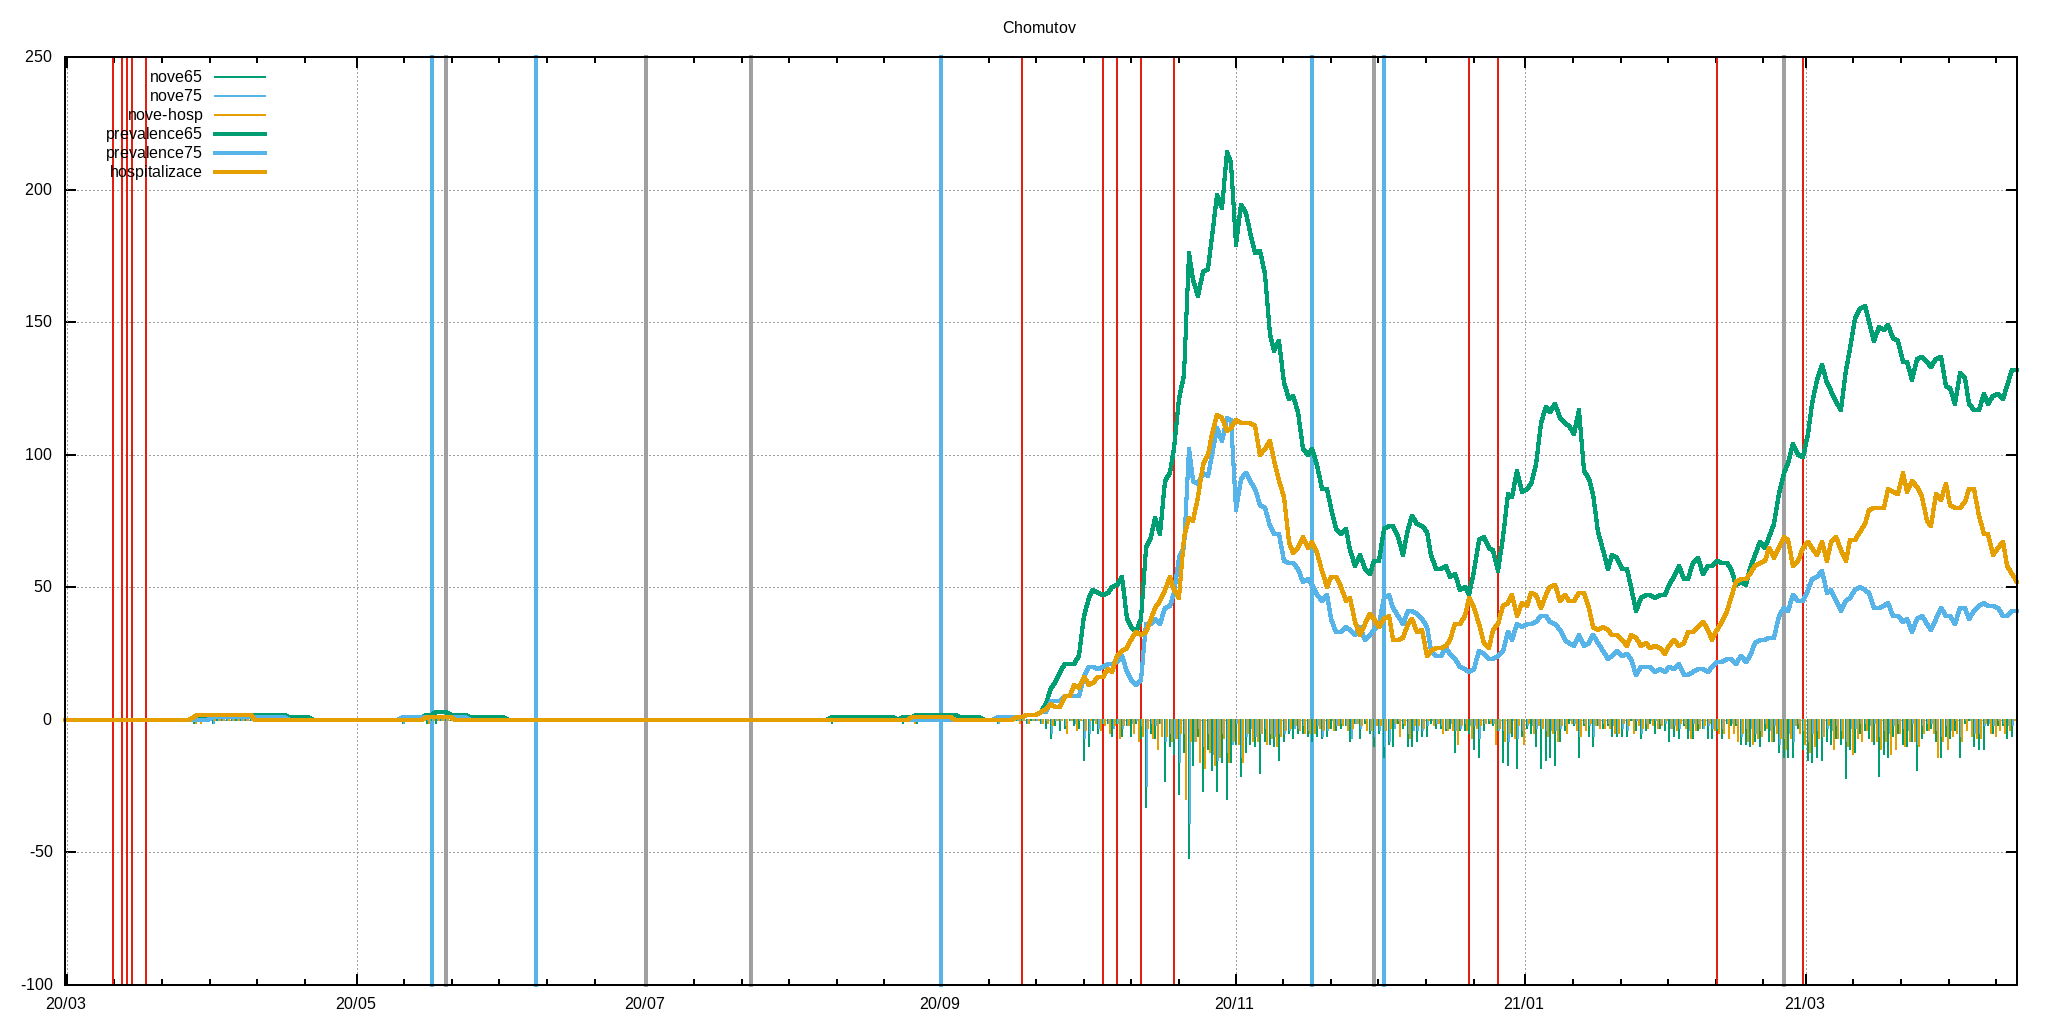 Chomutov
250
nove65
nove75
nove-hosp
prevalence65
prevalence75
hospitalizace
200
150
100
50
0
-50
-100
20/03 20/05 20/07 20/09 20/11 21/01 21/03